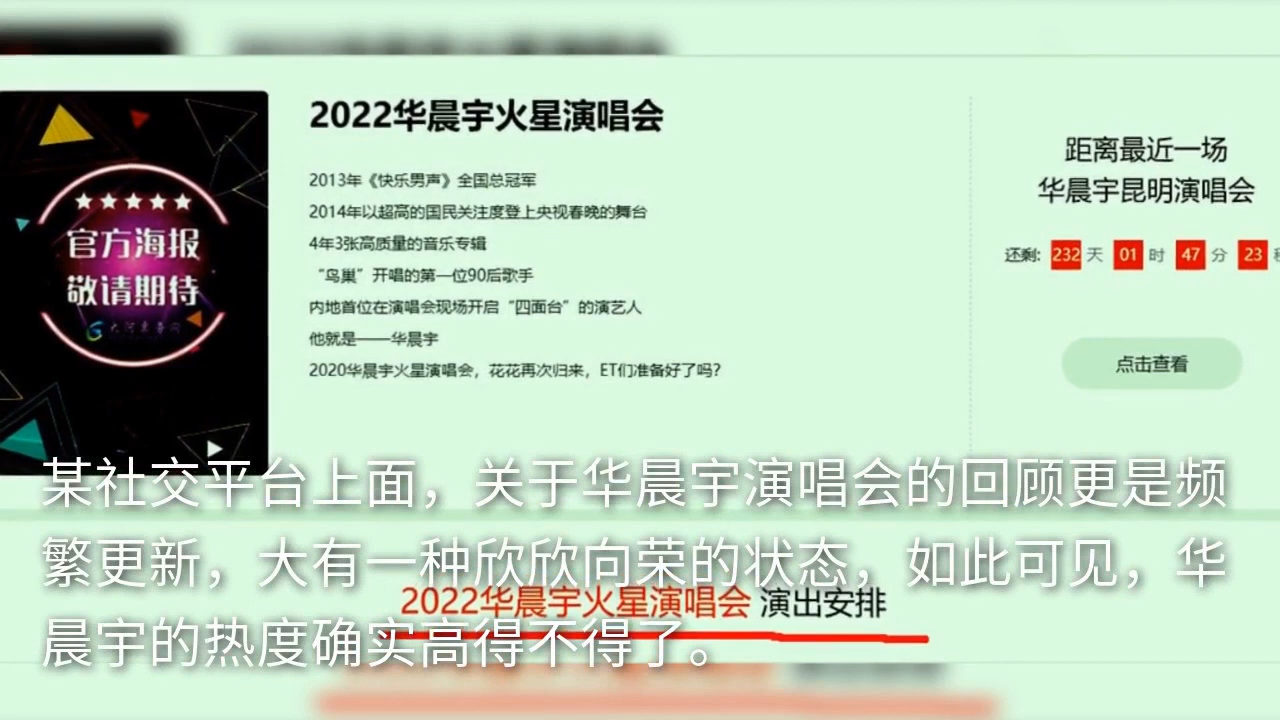 2022华晨宇火星演唱会
2013年《快乐男声》全国总冠军
2014年以超高的国民关注度登上央视春晚的舞台
4年3张高质量的音乐专辑
“鸟巢”开唱的第一位90后歌手
内地首位在演唱会现场开启“四面台”的演艺人
他就是——华晨宇
2020华晨宇火星演唱会，花花再次归来，ET们准备好了吗？
官方海报
敬请期待
大河票务网
距离最近一场
华晨宇昆明演唱会
还剩: 232 天 01 时 47 分 23
点击查看
某社交平台上面，关于华晨宇演唱会的回顾更是频
繁更新，大有一种欣欣向荣的状态，如此可见，华
晨宇的热度确实高得不得了。
2022华晨宇火星演唱会 演出安排